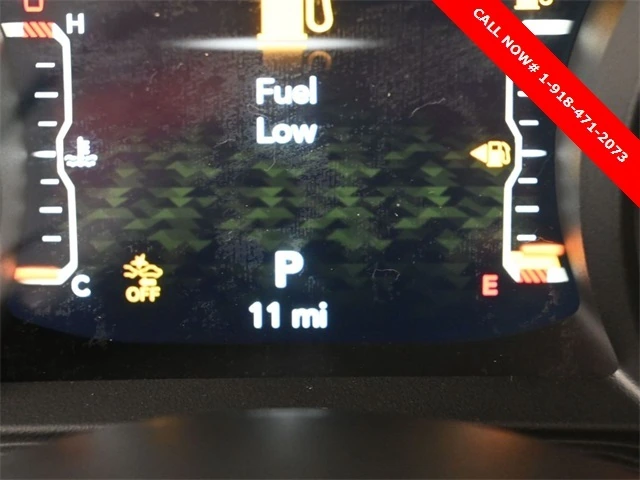 H
CALL NOW# 1-918-471-2073
Fuel
Low
P
C
OFF
E
11 mi